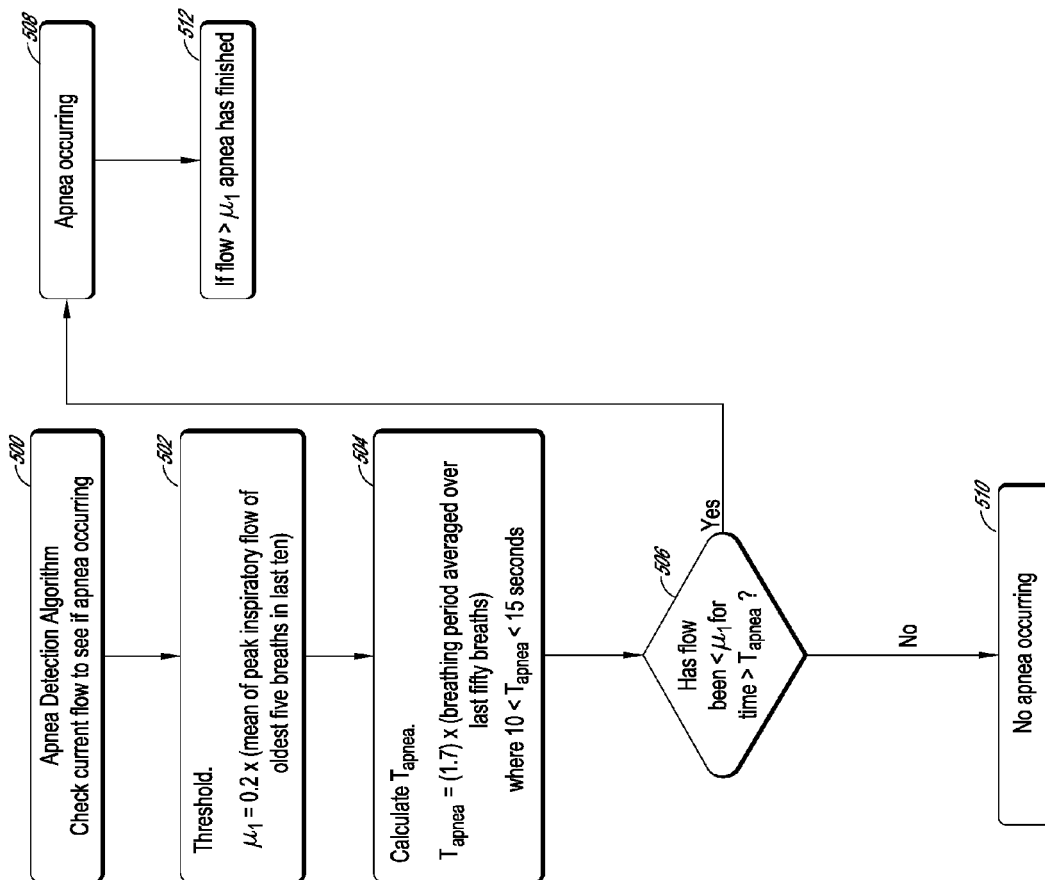 500
Apnea Detection Algorithm
Check current flow to see if apnea occurring
502
Threshold.
μ₁ = 0.2 x (mean of peak inspiratory flow of
oldest five breaths in last ten)
504
Calculate Tapnea.
Tapnea = (1.7) x (breathing period averaged over
last fifty breaths)
where 10 < Tapnea < 15 seconds
506
Has flow
been < μ₁ for
time > Tapnea ?
Yes
No
508
Apnea occurring
512
If flow > μ₁ apnea has finished
510
No apnea occurring